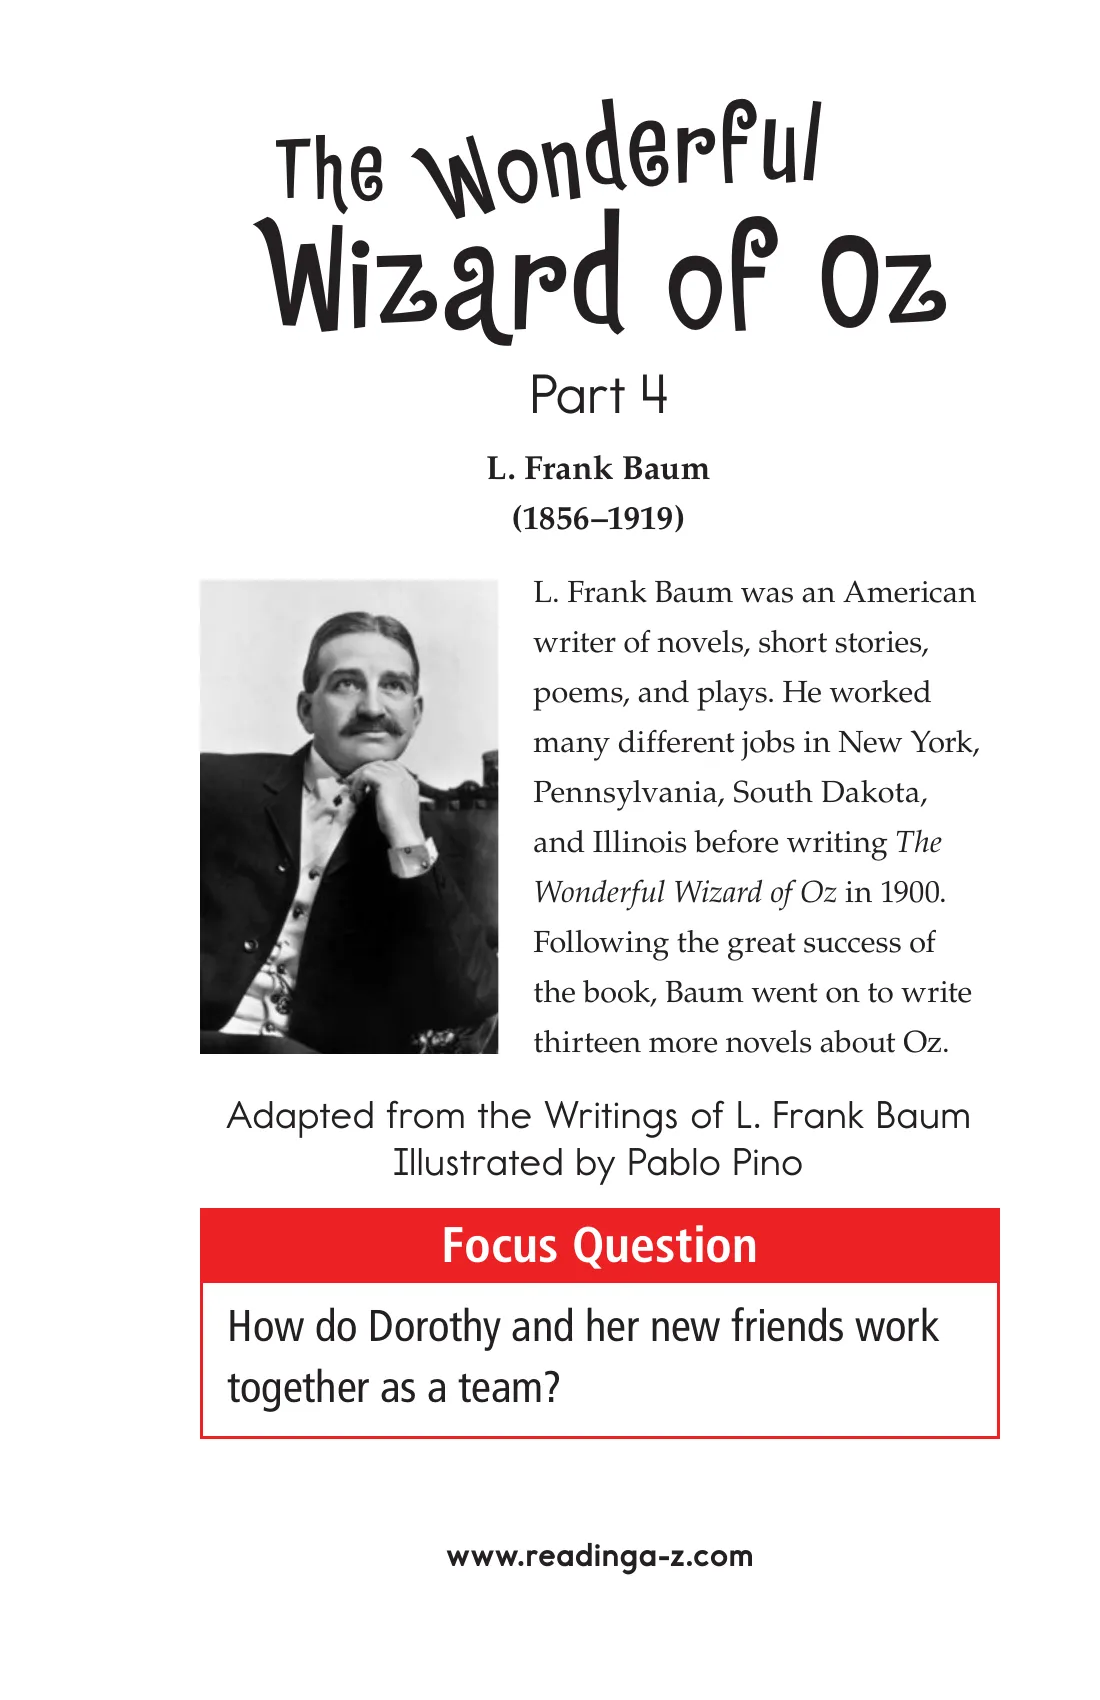 The Wonderful
Wizard of Oz
Part 4
L. Frank Baum
(1856–1919)
L. Frank Baum was an American
writer of novels, short stories,
poems, and plays. He worked
many different jobs in New York,
Pennsylvania, South Dakota,
and Illinois before writing The
Wonderful Wizard of Oz in 1900.
Following the great success of
the book, Baum went on to write
thirteen more novels about Oz.
Adapted from the Writings of L. Frank Baum
Illustrated by Pablo Pino
Focus Question
How do Dorothy and her new friends work
together as a team?
www.readinga-z.com